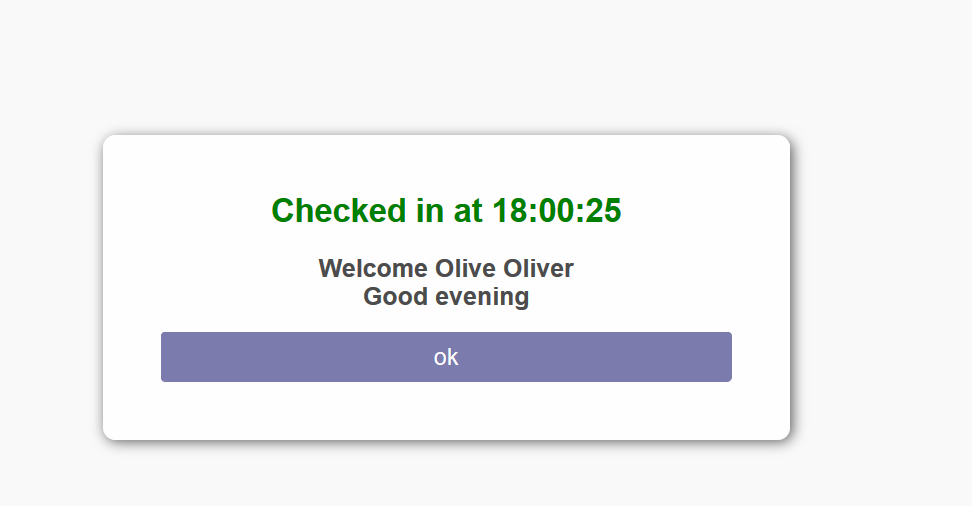 Checked in at 18:00:25
Welcome Olive Oliver
Good evening
ok